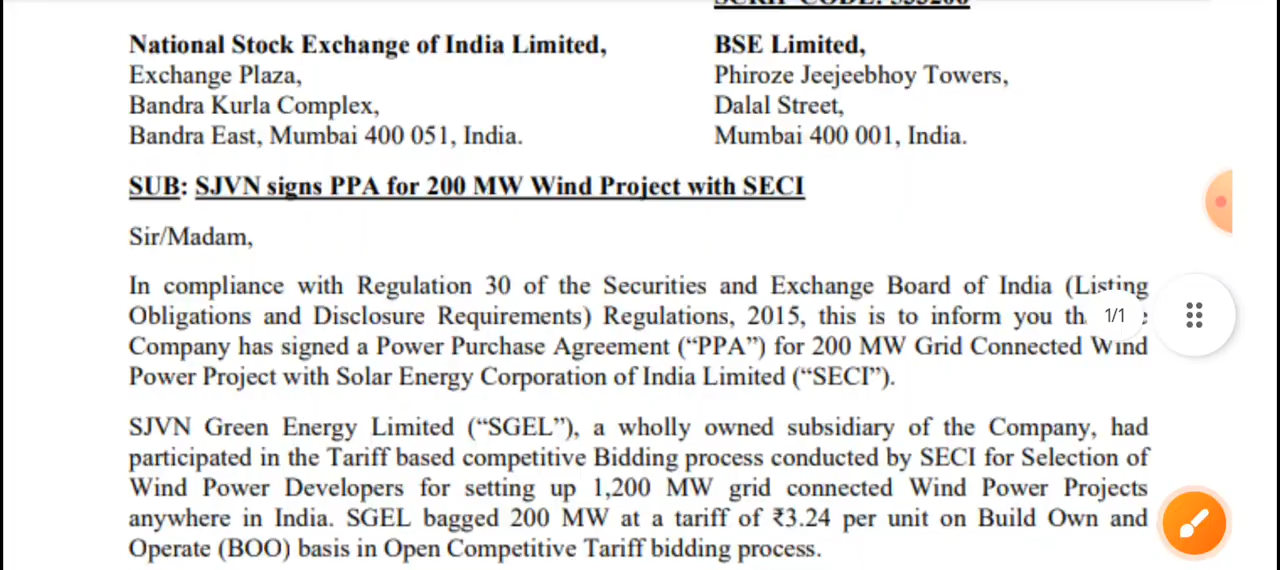 National Stock Exchange of India Limited,
Exchange Plaza,
Bandra Kurla Complex,
Bandra East, Mumbai 400 051, India.
BSE Limited,
Phiroze Jeejeebhoy Towers,
Dalal Street,
Mumbai 400 001, India.
SUB: SJVN signs PPA for 200 MW Wind Project with SECI
Sir/Madam,
In compliance with Regulation 30 of the Securities and Exchange Board of India (Listing
Obligations and Disclosure Requirements) Regulations, 2015, this is to inform you
1/1
Company has signed a Power Purchase Agreement (“PPA”) for 200 MW Grid Connected Wind
Power Project with Solar Energy Corporation of India Limited (“SECI”).
SJVN Green Energy Limited (“SGEL”), a wholly owned subsidiary of the Company, had
participated in the Tariff based competitive Bidding process conducted by SECI for Selection of
Wind Power Developers for setting up 1,200 MW grid connected Wind Power Projects
anywhere in India. SGEL bagged 200 MW at a tariff of ₹3.24 per unit on Build Own and
Operate (BOO) basis in Open Competitive Tariff bidding process.